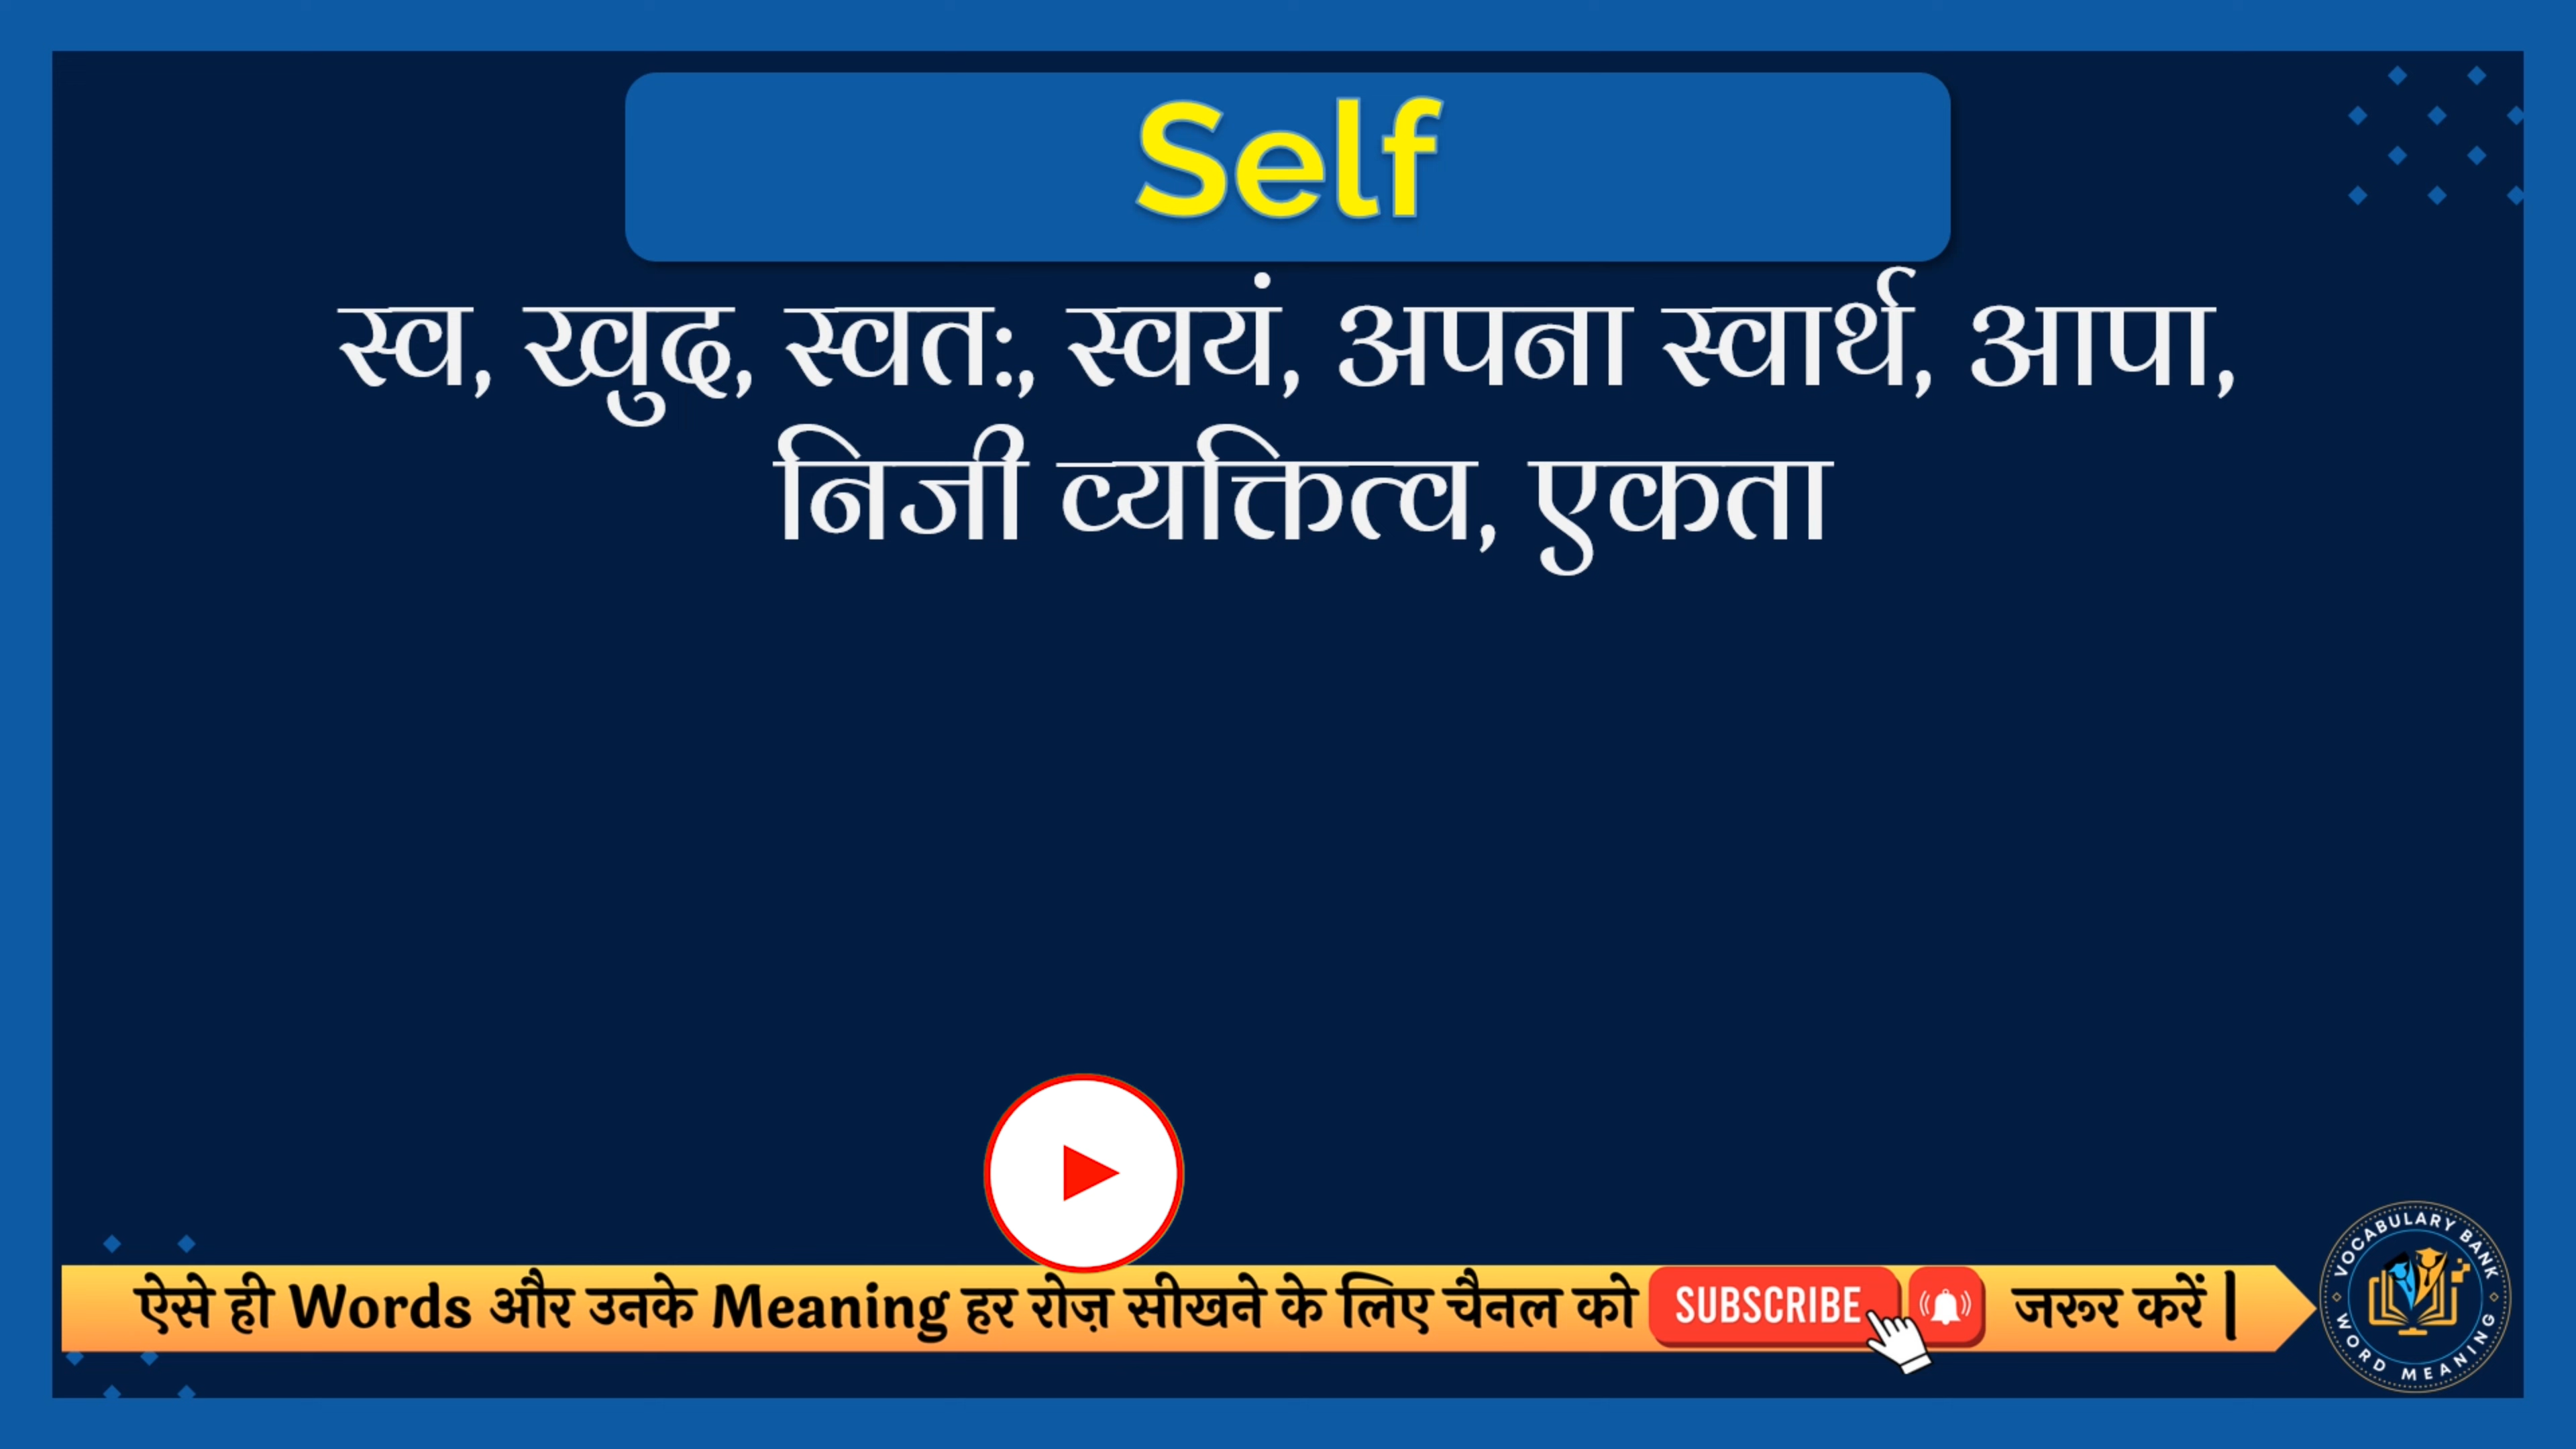 Self
स्व, खुद, स्वत:, स्वयं, अपना स्वार्थ, आपा,
निजी व्यक्तित्व, एकता
ऐसे ही Words और उनके Meaning हर रोज़ सीखने के लिए चैनल को SUBSCRIBE जरूर करें |
VOCABULARY BANK
WORD MEANING